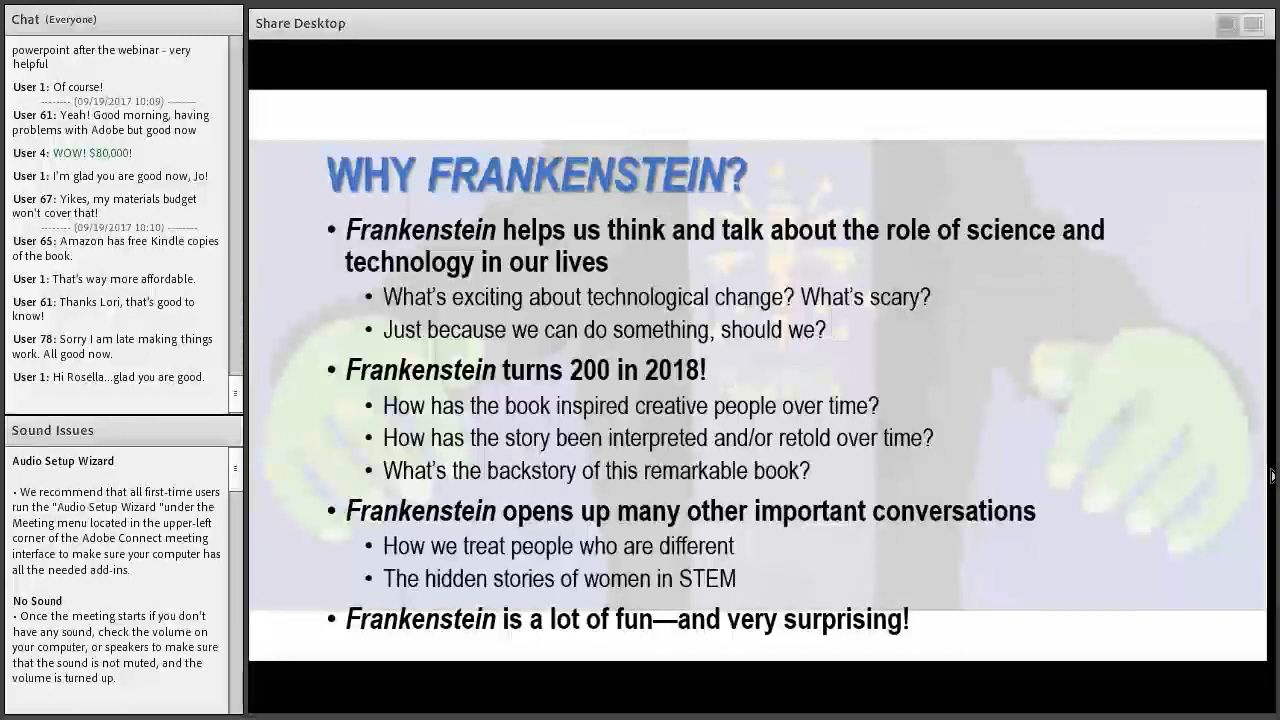 Chat (Everyone)
powerpoint after the webinar - very
helpful
User 1: Of course!
-------- (09/19/2017 10:09) --------
User 61: Yeah! Good morning, having
problems with Adobe but good now
User 4: WOW! $80,000!
User 1: I'm glad you are good now, Jo!
User 67: Yikes, my materials budget
won't cover that!
-------- (09/19/2017 10:10) --------
User 65: Amazon has free Kindle copies
of the book.
User 1: That's way more affordable.
User 61: Thanks Lori, that's good to
know!
User 78: Sorry I am late making things
work. All good now.
User 1: Hi Rosella...glad you are good.
Sound Issues
Audio Setup Wizard
• We recommend that all first-time users
run the "Audio Setup Wizard "under the
Meeting menu located in the upper-left
corner of the Adobe Connect meeting
interface to make sure your computer has
all the needed add-ins.
No Sound
• Once the meeting starts if you don't
have any sound, check the volume on
your computer, or speakers to make sure
that the sound is not muted, and the
volume is turned up.
Share Desktop
WHY FRANKENSTEIN?
• Frankenstein helps us think and talk about the role of science and
technology in our lives
• What's exciting about technological change? What's scary?
• Just because we can do something, should we?
• Frankenstein turns 200 in 2018!
• How has the book inspired creative people over time?
• How has the story been interpreted and/or retold over time?
• What's the backstory of this remarkable book?
• Frankenstein opens up many other important conversations
• How we treat people who are different
• The hidden stories of women in STEM
• Frankenstein is a lot of fun—and very surprising!